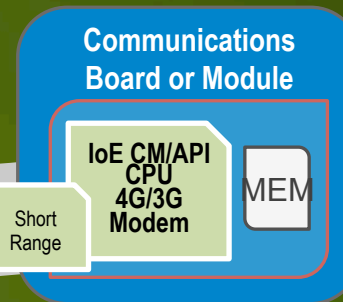 Communications
Board or Module
IoE CM/API
CPU
4G/3G
Modem
MEM
Short
Range